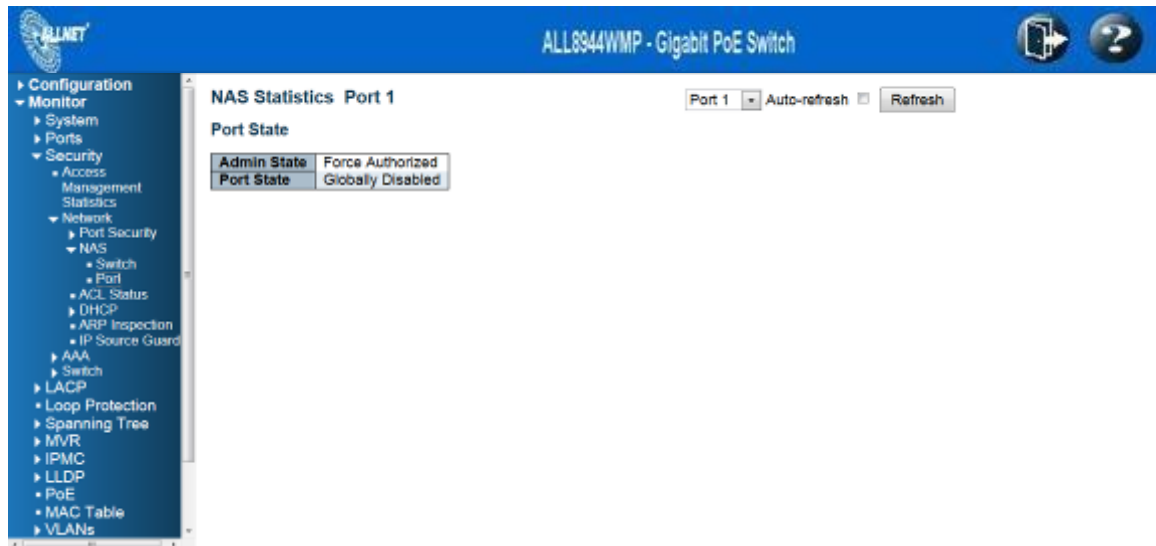 ALLNET
ALL8944WMP - Gigabit PoE Switch
?
Configuration
Monitor
System
Ports
Security
Access
Management
Statistics
Network
Port Security
NAS
Switch
Port
ACL Status
DHCP
ARP Inspection
IP Source Guard
AAA
Switch
LACP
Loop Protection
Spanning Tree
MVR
IPMC
LLDP
PoE
MAC Table
VLANs
NAS Statistics Port 1
Port 1 Auto-refresh Refresh
Port State
Admin State Force Authorized
Port State Globally Disabled